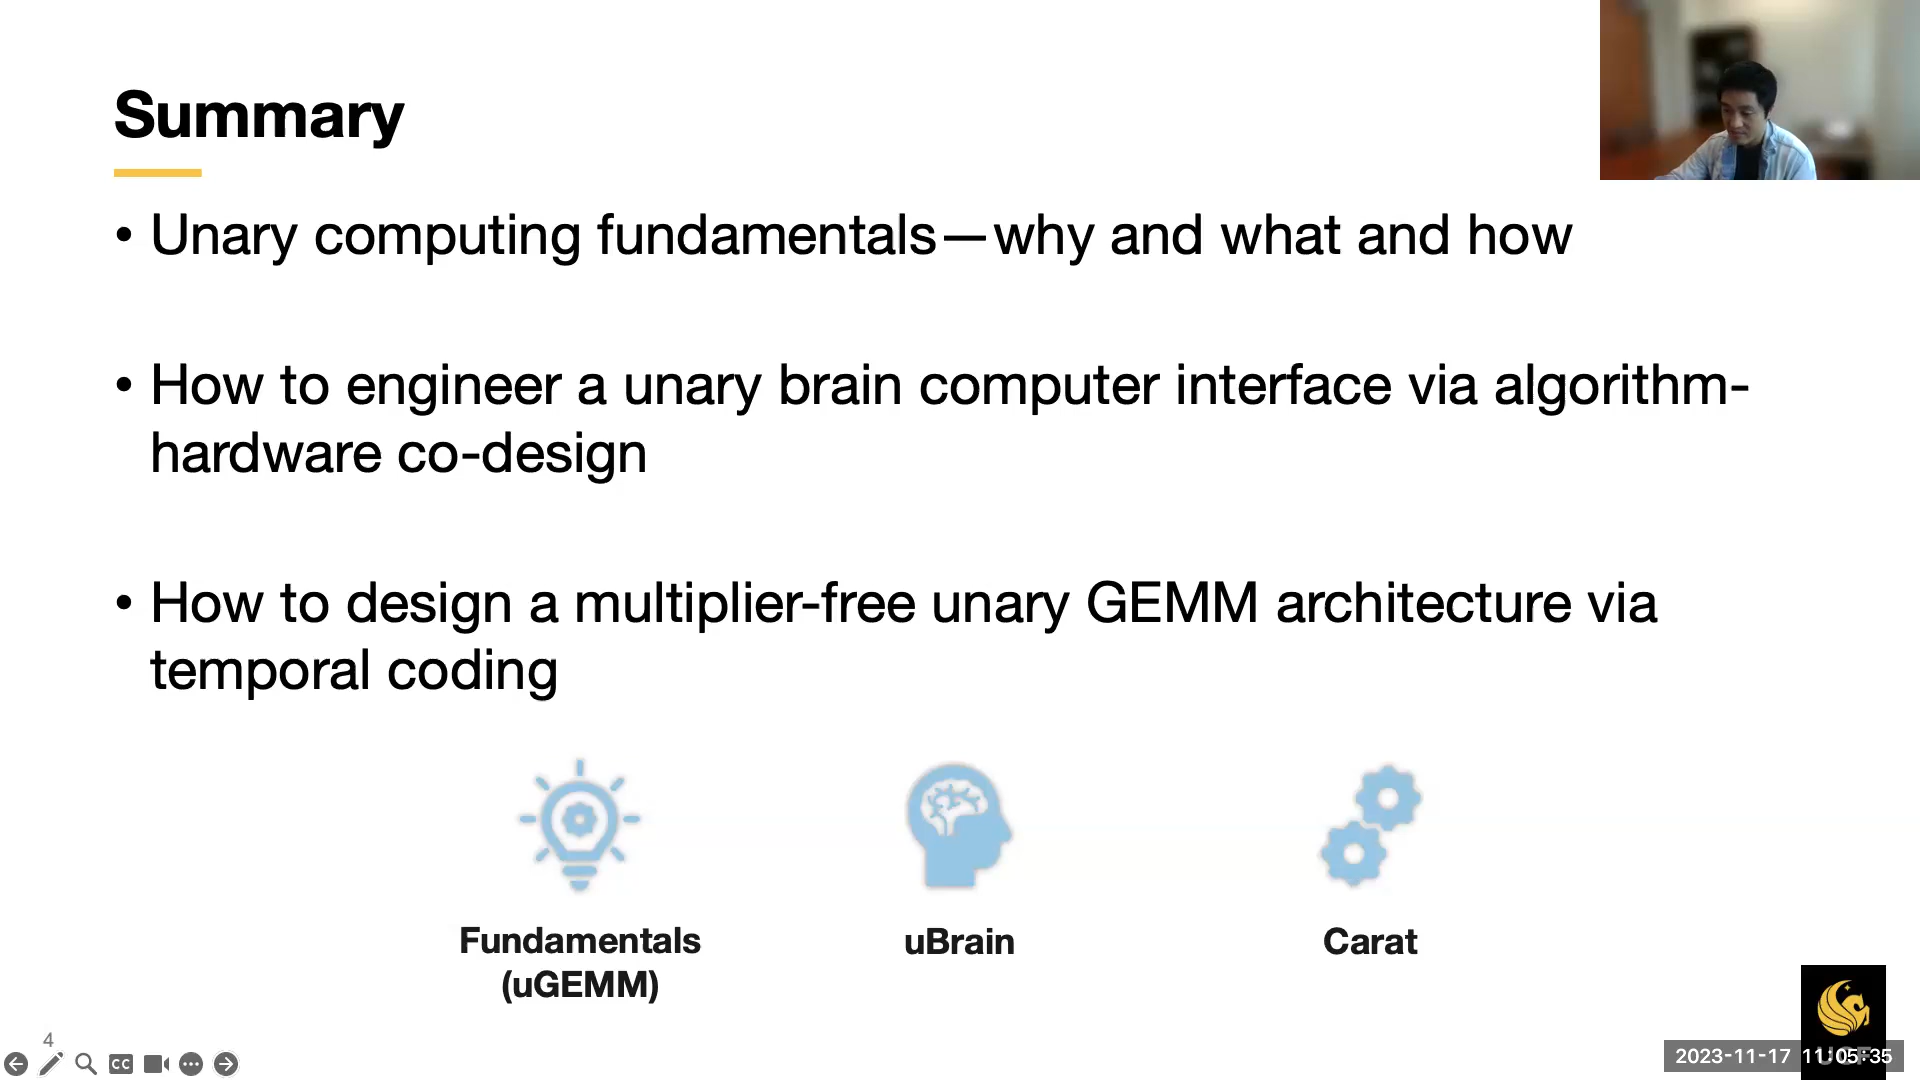 Summary
• Unary computing fundamentals—why and what and how
• How to engineer a unary brain computer interface via algorithm-
hardware co-design
• How to design a multiplier-free unary GEMM architecture via
temporal coding
Fundamentals
(uGEMM)
uBrain
Carat
4
CC
UCF
2023-11-17 11:05:35